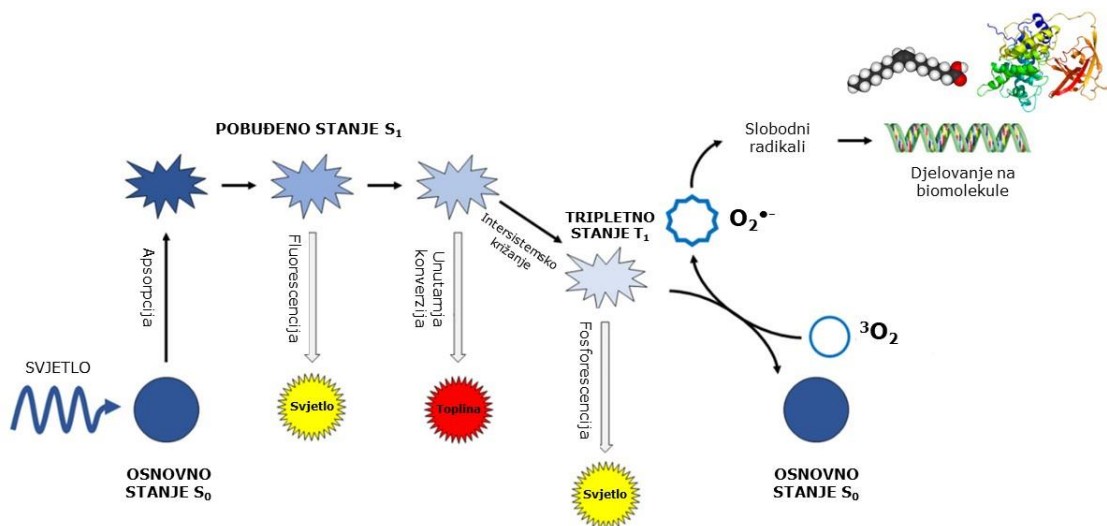 POBUĐENO STANJE S₁
Slobodni
radikali
Djelovanje na
biomolekule
TRIPLETNO
STANJE T₁
O₂•–
Intersistemsko
križanje
Apsorpcija
Fluorescencija
Unutarnja
konverzija
Fosforescencija
³O₂
SVJETLO
Svjetlo
Toplina
OSNOVNO
STANJE S₀
Svjetlo
OSNOVNO
STANJE S₀